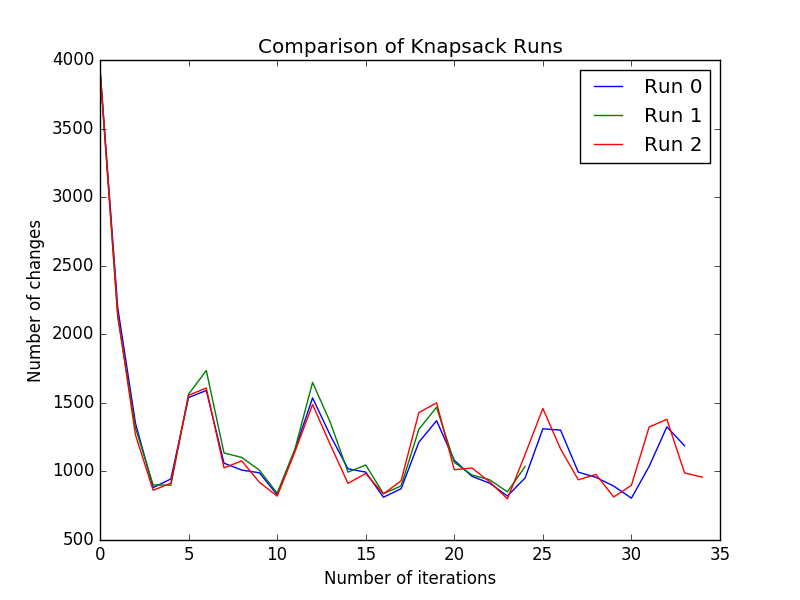 Comparison of Knapsack Runs
4000
3500
3000
2500
2000
1500
1000
500
Number of changes
Run 0
Run 1
Run 2
0 5 10 15 20 25 30 35
Number of iterations